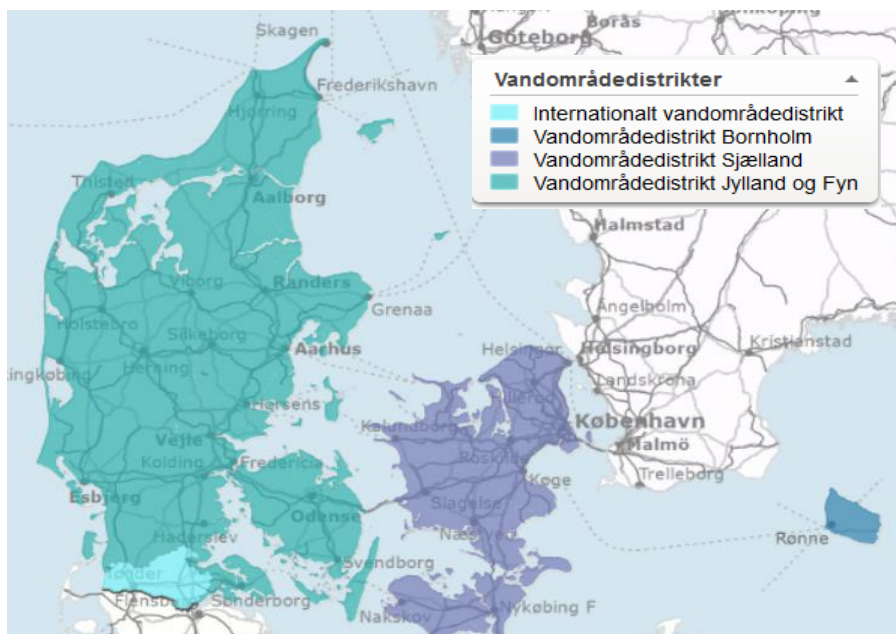 Skagen
Göteborg
Borås
Vandområdedistrikter
Internationalt vandområdedistrikt
Vandområdedistrikt Bornholm
Vandområdedistrikt Sjælland
Vandområdedistrikt Jylland og Fyn
Frederikshavn
Hjørring
Thisted
Aalborg
Halmstad
Viborg
Randers
Grenaa
Ängelholm
Holstebro
Silkeborg
Aarhus
Helsingør
Helsingborg
Kristianstad
Herning
Landskrona
Horsens
Hillerød
København
Kalundborg
Vejle
Malmö
Kolding
Fredericia
Roskilde
Køge
Trelleborg
Esbjerg
Odense
Slagelse
Haderslev
Næstved
Rønne
Svendborg
Tønder
Sønderborg
Nakskov
Nykøbing F